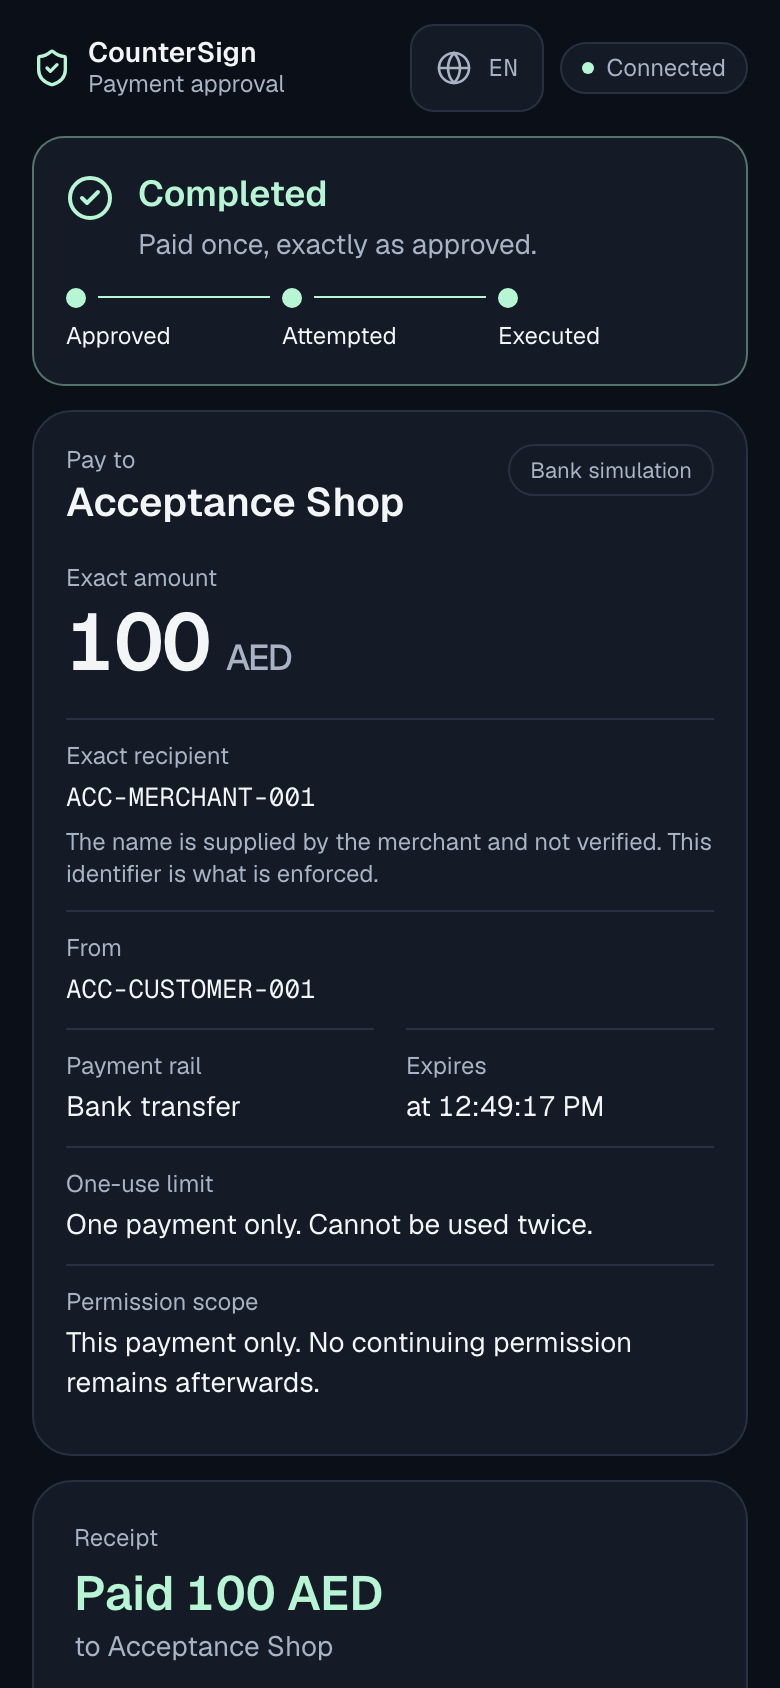 CounterSign
Payment approval
EN
Connected
Completed
Paid once, exactly as approved.
Approved
Attempted
Executed
Pay to
Bank simulation
Acceptance Shop
Exact amount
100 AED
Exact recipient
ACC-MERCHANT-001
The name is supplied by the merchant and not verified. This
identifier is what is enforced.
From
ACC-CUSTOMER-001
Payment rail
Bank transfer
Expires
at 12:49:17 PM
One-use limit
One payment only. Cannot be used twice.
Permission scope
This payment only. No continuing permission
remains afterwards.
Receipt
Paid 100 AED
to Acceptance Shop